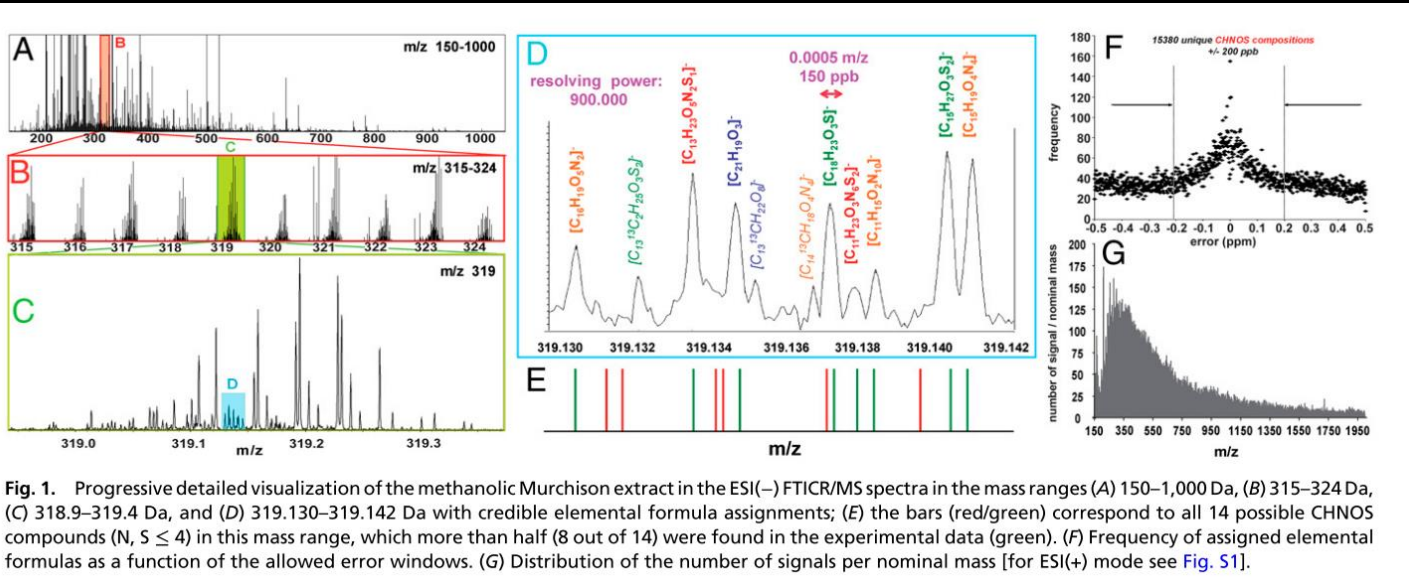 A
B
m/z 150-1000
200 300 400 500 600 700 800 900 1000
C
B
m/z 315-324
315 316 317 318 319 320 321 322 323 324
C
m/z 319
D
319.0 319.1 319.2 319.3
m/z
D
resolving power:
900.000
0.0005 m/z
150 ppb
[C₁₆H₁₉O₅N₂]⁻
[C₁₃¹³C₂H₂₅O₃S₂]⁻
[C₁₃H₂₃O₅N₂S₁]⁻
[C₂₁H₁₉O₃]⁻
[C₁₃¹³CH₂₂O₈]⁻
[C₁₄¹³CH₁₈O₄N₃]⁻
[C₁₈H₂₃O₃S]⁻
[C₁₁H₂₃O₃N₆S₂]⁻
[C₁₁H₁₅O₂N₁₀]⁻
[C₁₅H₂₇O₃S₂]⁻
[C₁₅H₁₉O₄N₄]⁻
319.130 319.132 319.134 319.136 319.138 319.140 319.142
E
m/z
F
15380 unique CHNOS compositions
+/- 200 ppb
frequency
180
160
140
120
100
80
60
40
20
0
-0.5 -0.4 -0.3 -0.2 -0.1 0 0.1 0.2 0.3 0.4 0.5
error (ppm)
G
number of signal / nominal mass
200
175
150
125
100
75
50
25
0
150 350 550 750 950 1150 1350 1550 1750 1950
m/z
Fig. 1. Progressive detailed visualization of the methanolic Murchison extract in the ESI(−) FTICR/MS spectra in the mass ranges (A) 150–1,000 Da, (B) 315–324 Da,
(C) 318.9–319.4 Da, and (D) 319.130–319.142 Da with credible elemental formula assignments; (E) the bars (red/green) correspond to all 14 possible CHNOS
compounds (N, S ≤ 4) in this mass range, which more than half (8 out of 14) were found in the experimental data (green). (F) Frequency of assigned elemental
formulas as a function of the allowed error windows. (G) Distribution of the number of signals per nominal mass [for ESI(+) mode see Fig. S1].